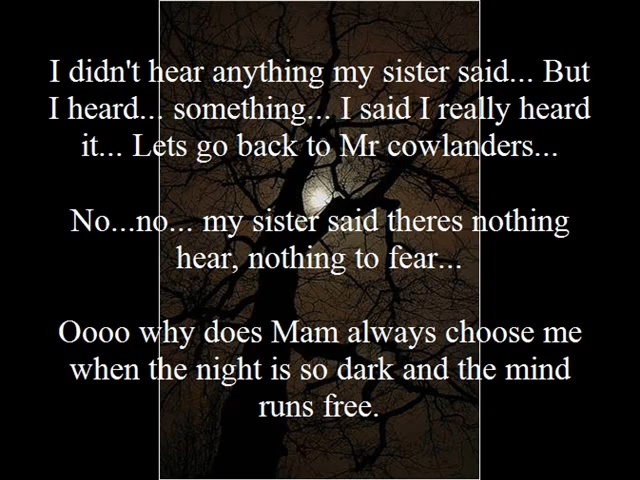 I didn't hear anything my sister said... But
I heard... something... I said I really heard
it... Lets go back to Mr cowlanders...
No...no... my sister said theres nothing
hear, nothing to fear...
Oooo why does Mam always choose me
when the night is so dark and the mind
runs free.